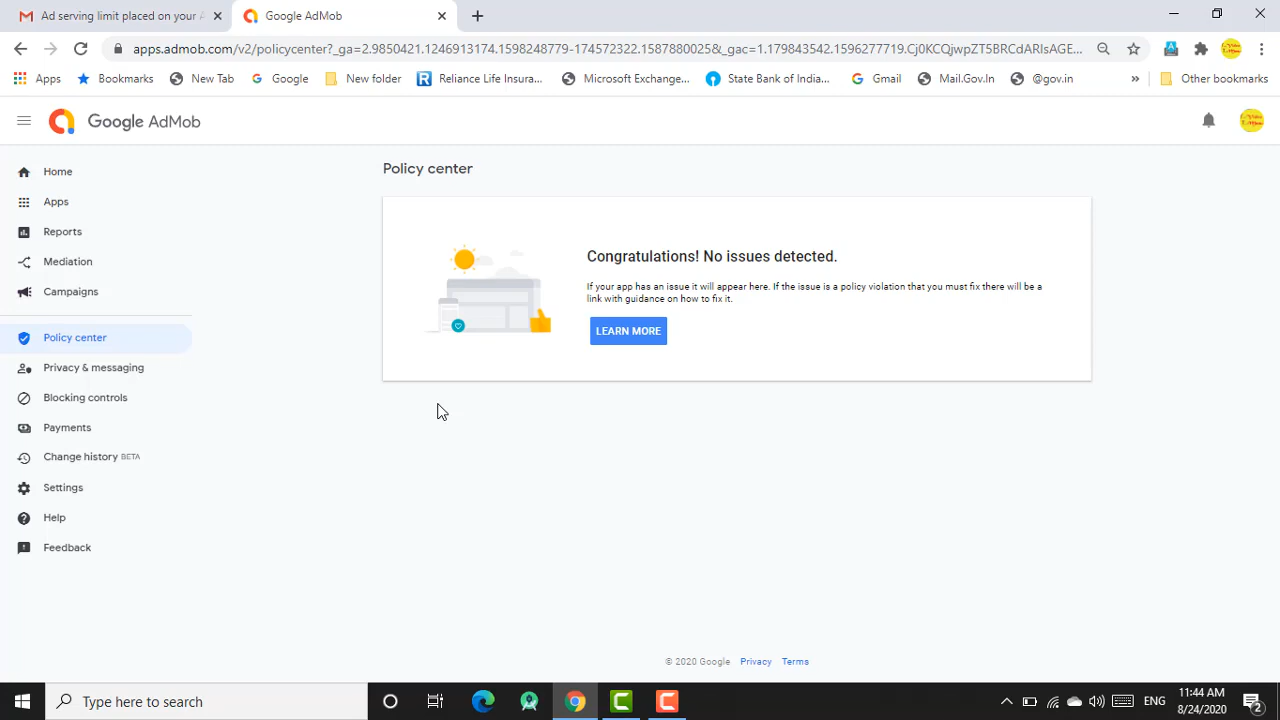 Ad serving limit placed on your
Google AdMob
apps.admob.com/v2/policycenter?_ga=2.9850421.1246913174.1598248779-174572322.1587880025&_gac=1.179843542.1596277719.Cj0KCQjwpZT5BRCdARIsAGE...
Apps
Bookmarks
New Tab
Google
New folder
Reliance Life Insura...
Microsoft Exchange...
State Bank of India...
Gmail
Mail.Gov.In
@gov.in
»
Other bookmarks
Google AdMob
Home
Apps
Reports
Mediation
Campaigns
Policy center
Privacy & messaging
Blocking controls
Payments
Change history BETA
Settings
Help
Feedback
Policy center
Congratulations! No issues detected.
If your app has an issue it will appear here. If the issue is a policy violation that you must fix there will be a
link with guidance on how to fix it.
LEARN MORE
© 2020 Google Privacy Terms
Type here to search
ENG
11:44 AM
8/24/2020
2